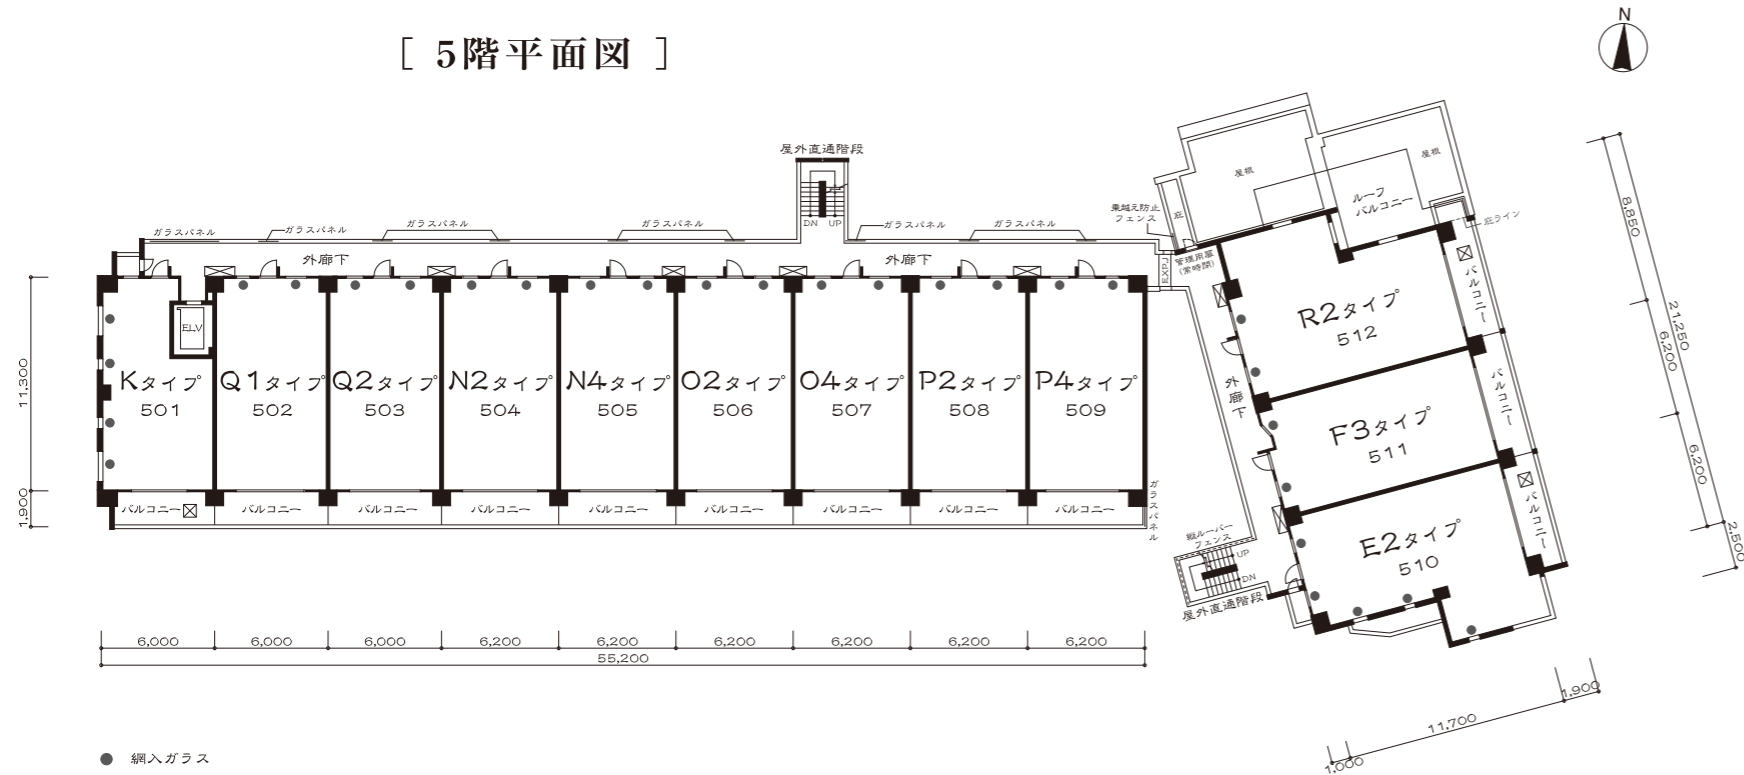 [ 5階平面図 ]
N
屋外直通階段
DN UP
ガラスパネル
ガラスパネル
ガラスパネル
ガラスパネル
ガラスパネル
ガラスパネル
乗越え防止
フェンス
庇
屋根
屋根
ルーフ
バルコニー
庇ライン
外廊下
外廊下
EXP.J
管理用扉
(常時閉)
ELV
Kタイプ
501
Q1タイプ
502
Q2タイプ
503
N2タイプ
504
N4タイプ
505
O2タイプ
506
O4タイプ
507
P2タイプ
508
P4タイプ
509
R2タイプ
512
F3タイプ
511
E2タイプ
510
外廊下
バルコニー
バルコニー
バルコニー
バルコニー
バルコニー
バルコニー
バルコニー
バルコニー
バルコニー
バルコニー
バルコニー
バルコニー
ガラスパネル
縦ルーバー
フェンス
UP
DN
屋外直通階段
11,300
1,900
6,000
6,000
6,000
6,200
6,200
6,200
6,200
6,200
6,200
55,200
8,850
6,200
6,200
21,250
2,500
1,000
11,700
1,900
● 網入ガラス